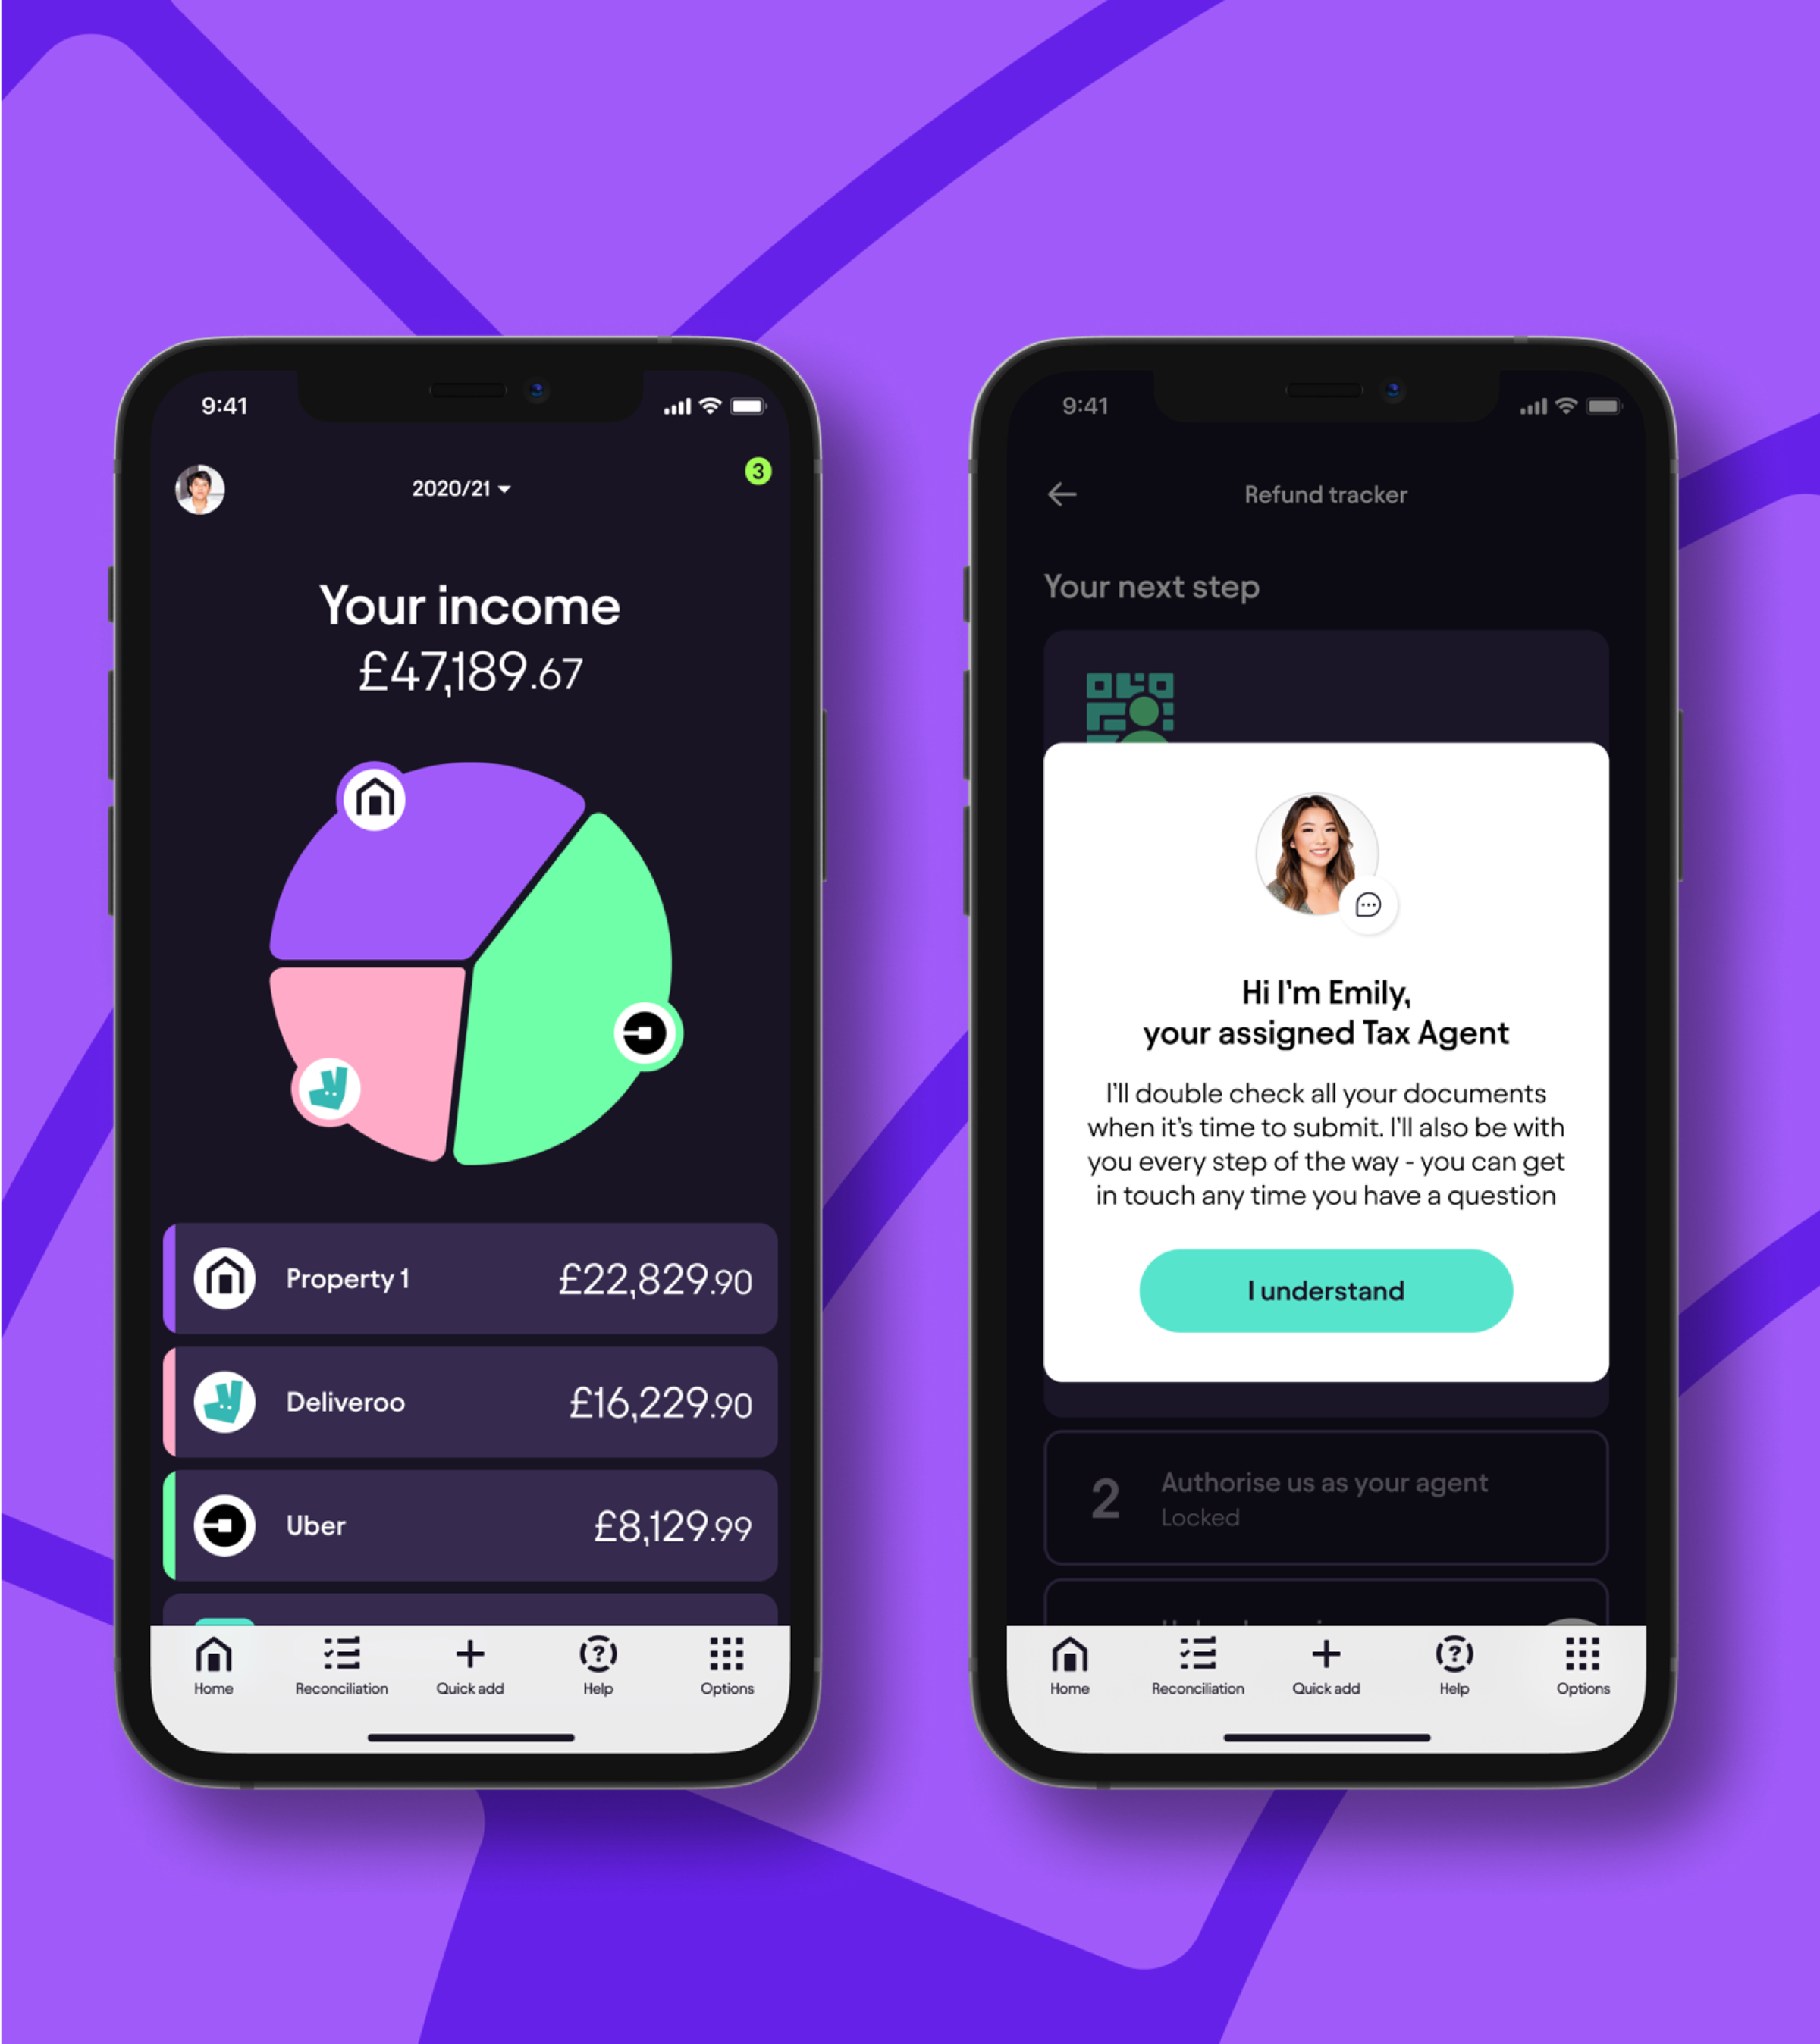 9:41
2020/21
3
Your income
£47,189.67
Property 1 £22,829.90
Deliveroo £16,229.90
Uber £8,129.99
Home Reconciliation Quick add Help Options
9:41
Refund tracker
Your next step
Hi I'm Emily,
your assigned Tax Agent
I'll double check all your documents
when it's time to submit. I'll also be with
you every step of the way - you can get
in touch any time you have a question
I understand
2 Authorise us as your agent
Locked
Home Reconciliation Quick add Help Options